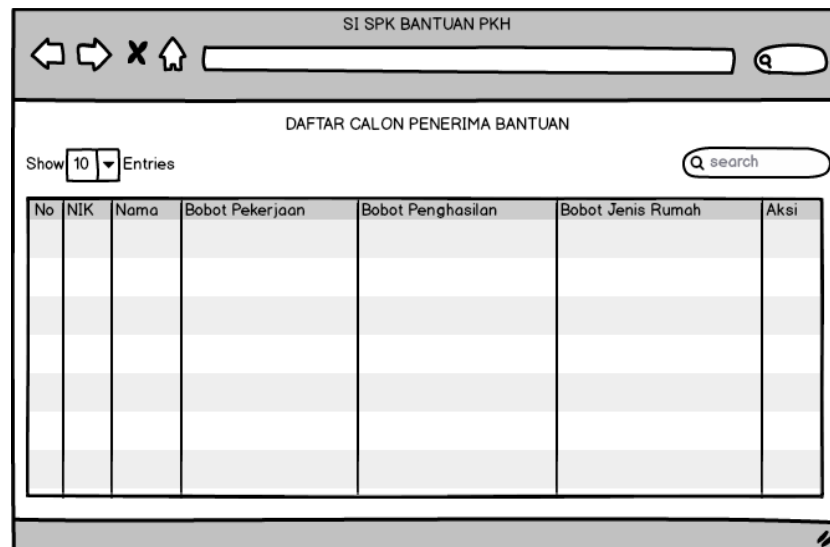 SI SPK BANTUAN PKH
DAFTAR CALON PENERIMA BANTUAN
Show 10 Entries
search
No NIK Nama Bobot Pekerjaan Bobot Penghasilan Bobot Jenis Rumah Aksi